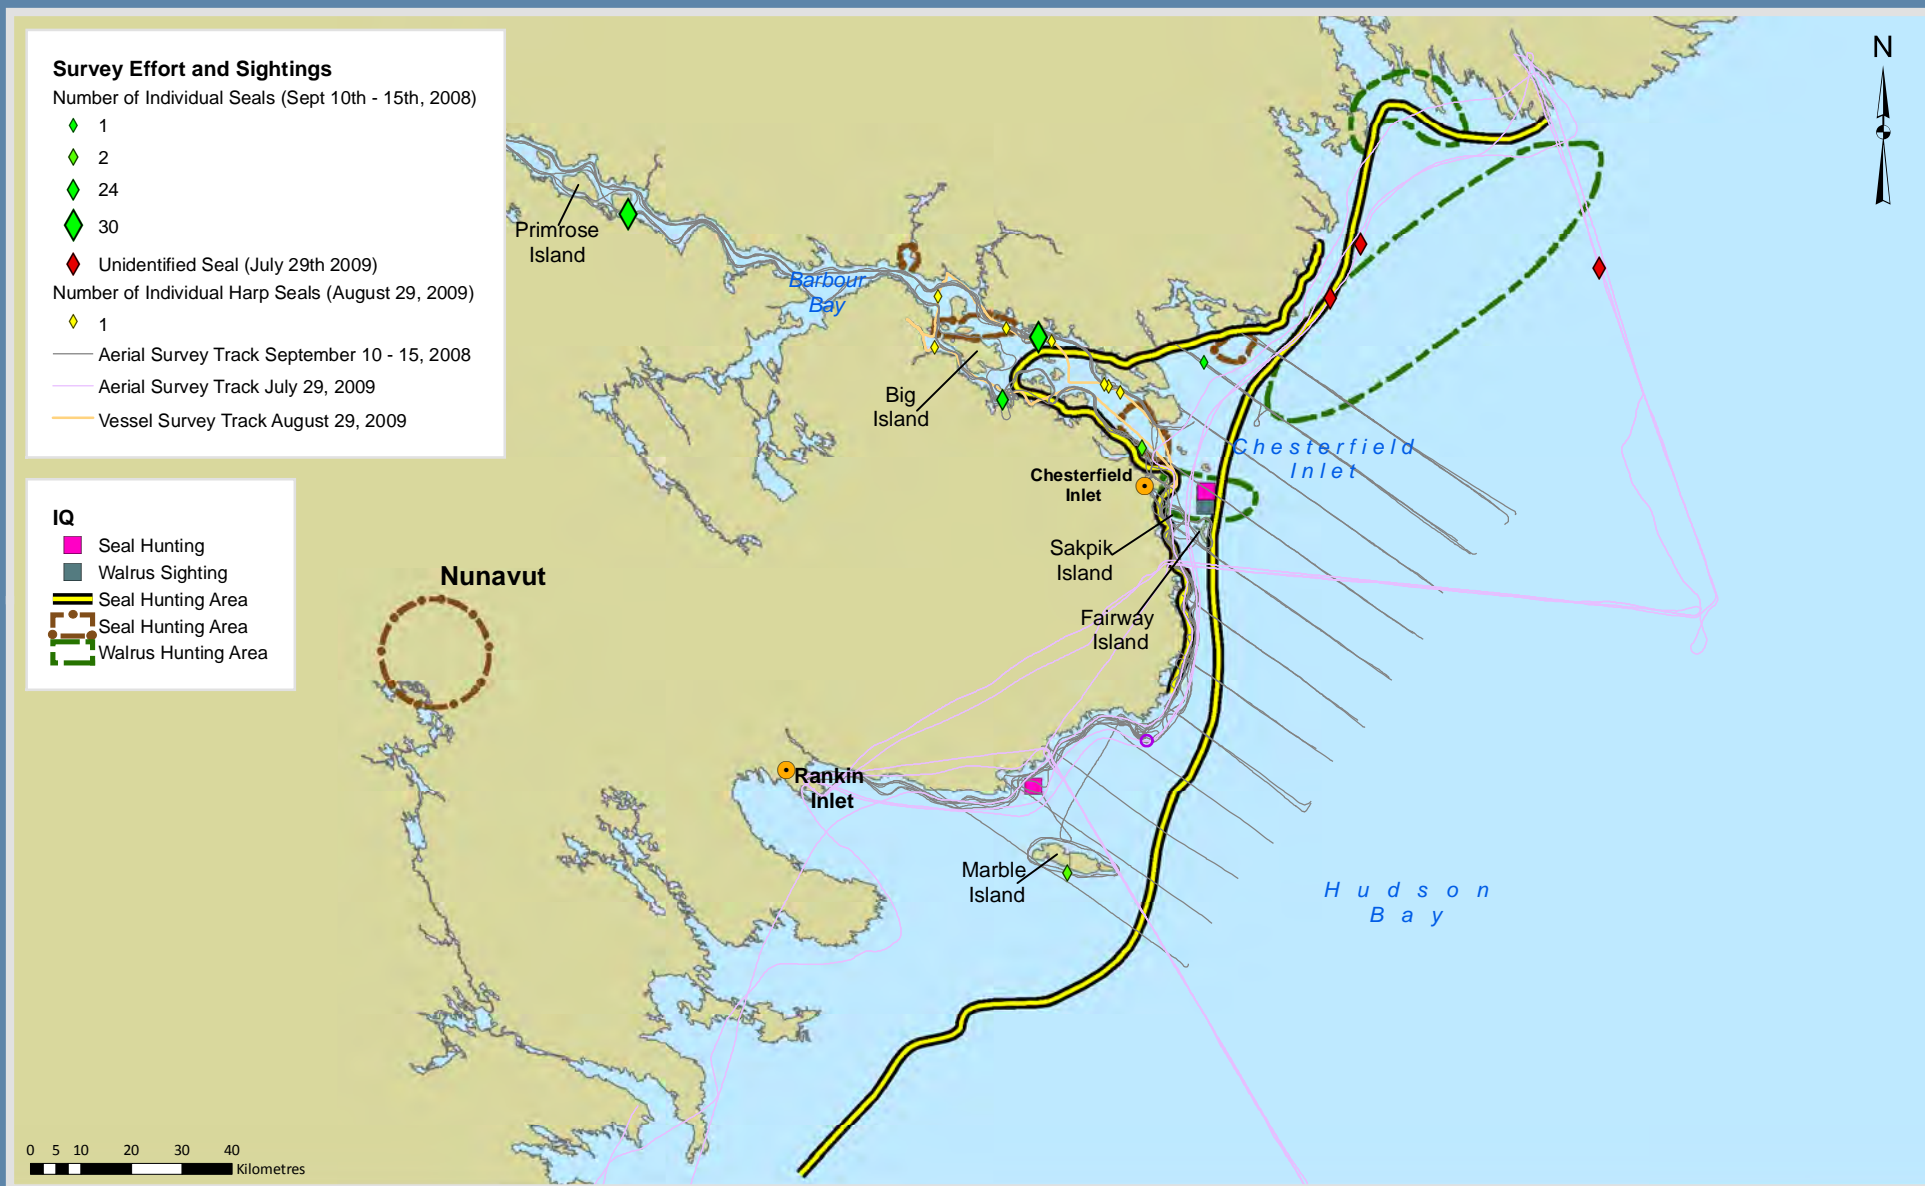 Survey Effort and Sightings
Number of Individual Seals (Sept 10th - 15th, 2008)
1
2
24
30
Unidentified Seal (July 29th 2009)
Number of Individual Harp Seals (August 29, 2009)
1
Aerial Survey Track September 10 - 15, 2008
Aerial Survey Track July 29, 2009
Vessel Survey Track August 29, 2009
IQ
Seal Hunting
Walrus Sighting
Seal Hunting Area
Seal Hunting Area
Walrus Hunting Area
N
Primrose
Island
Barbour
Bay
Big
Island
Chesterfield
Inlet
Chesterfield
Inlet
Sakpik
Island
Fairway
Island
Nunavut
Rankin
Inlet
Marble
Island
Hudson
Bay
0 5 10 20 30 40
Kilometres